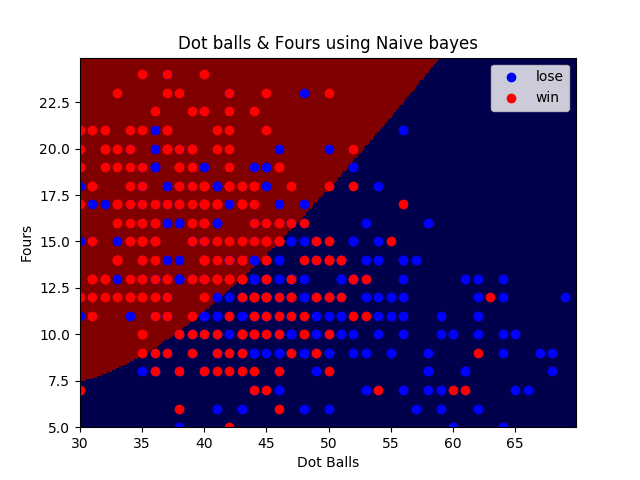 Dot balls & Fours using Naive bayes
lose
win
22.5
20.0
17.5
15.0
12.5
10.0
7.5
5.0
Fours
30 35 40 45 50 55 60 65
Dot Balls